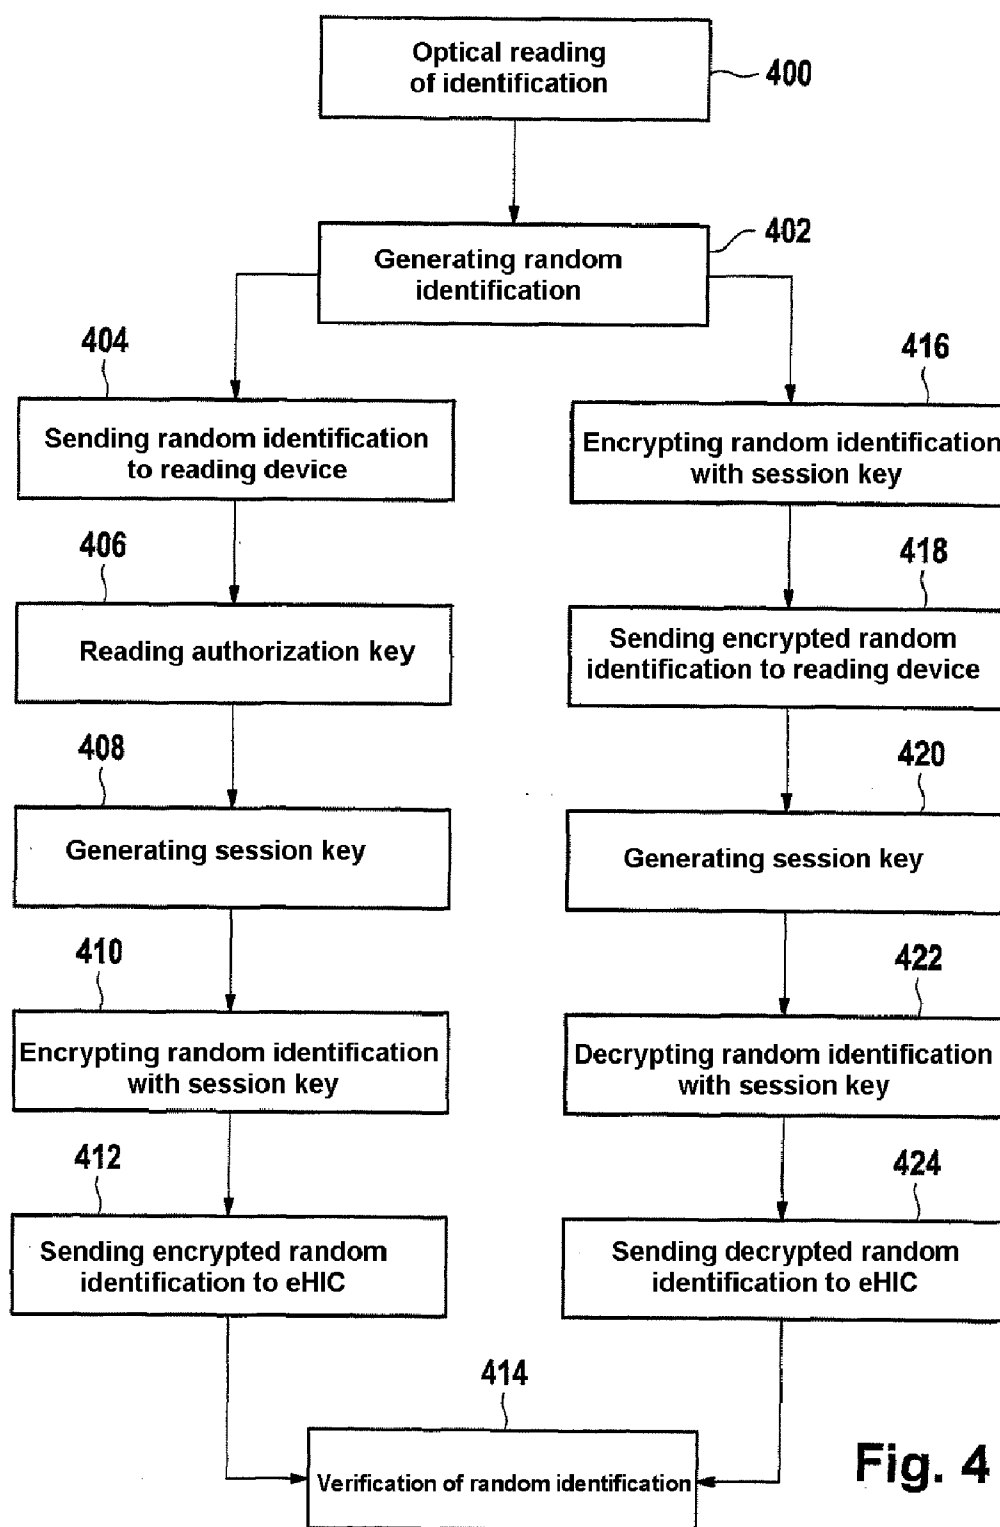 Optical reading
of identification
400
402
Generating random
identification
404
Sending random identification
to reading device
406
Reading authorization key
408
Generating session key
410
Encrypting random identification
with session key
412
Sending encrypted random
identification to eHIC
416
Encrypting random identification
with session key
418
Sending encrypted random
identification to reading device
420
Generating session key
422
Decrypting random identification
with session key
424
Sending decrypted random
identification to eHIC
414
Verification of random identification
Fig. 4